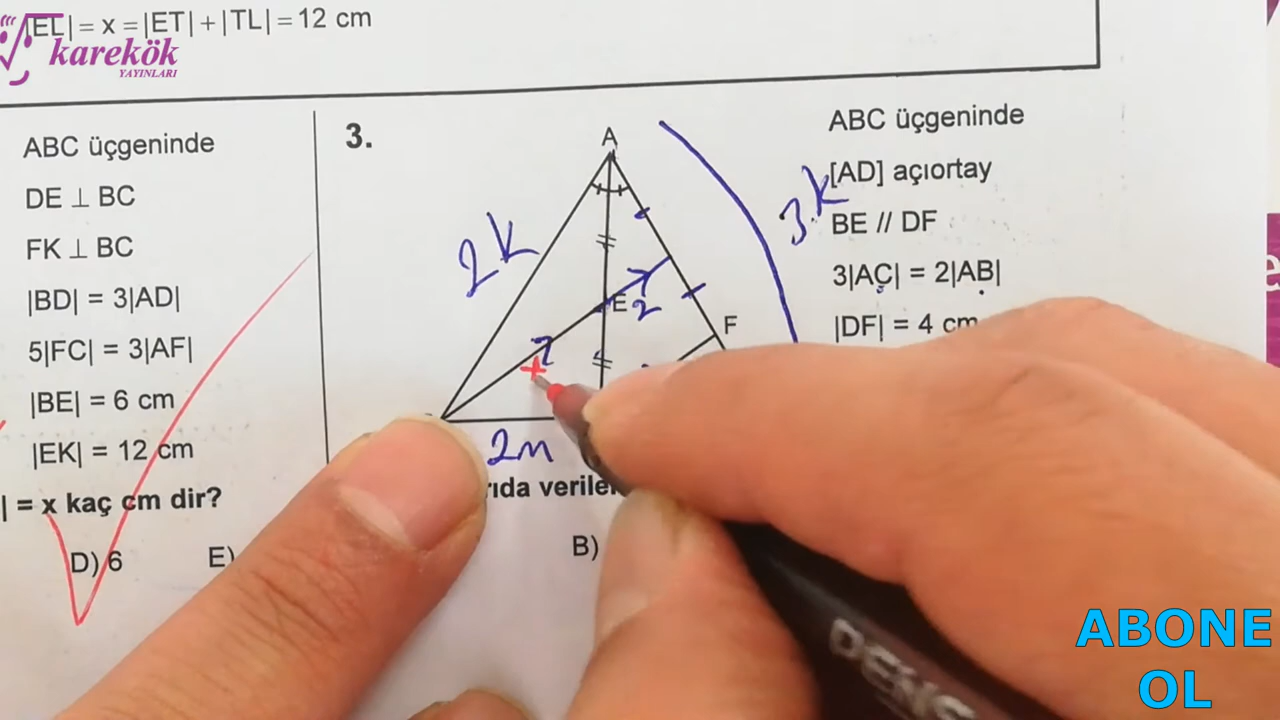 |EL| = x = |ET| + |TL| = 12 cm
karekök
YAYINLARI
ABC üçgeninde
DE ⊥ BC
FK ⊥ BC
|BD| = 3|AD|
5|FC| = 3|AF|
|BE| = 6 cm
|EK| = 12 cm
| = x kaç cm dir?
D) 6
E)
3.
A
2k
E
2
F
?
x
2m
B)
3.k
ABC üçgeninde
[AD] açıortay
BE // DF
3|AÇ| = 2|AB|
|DF| = 4 cm
ABONE
OL
DENIC